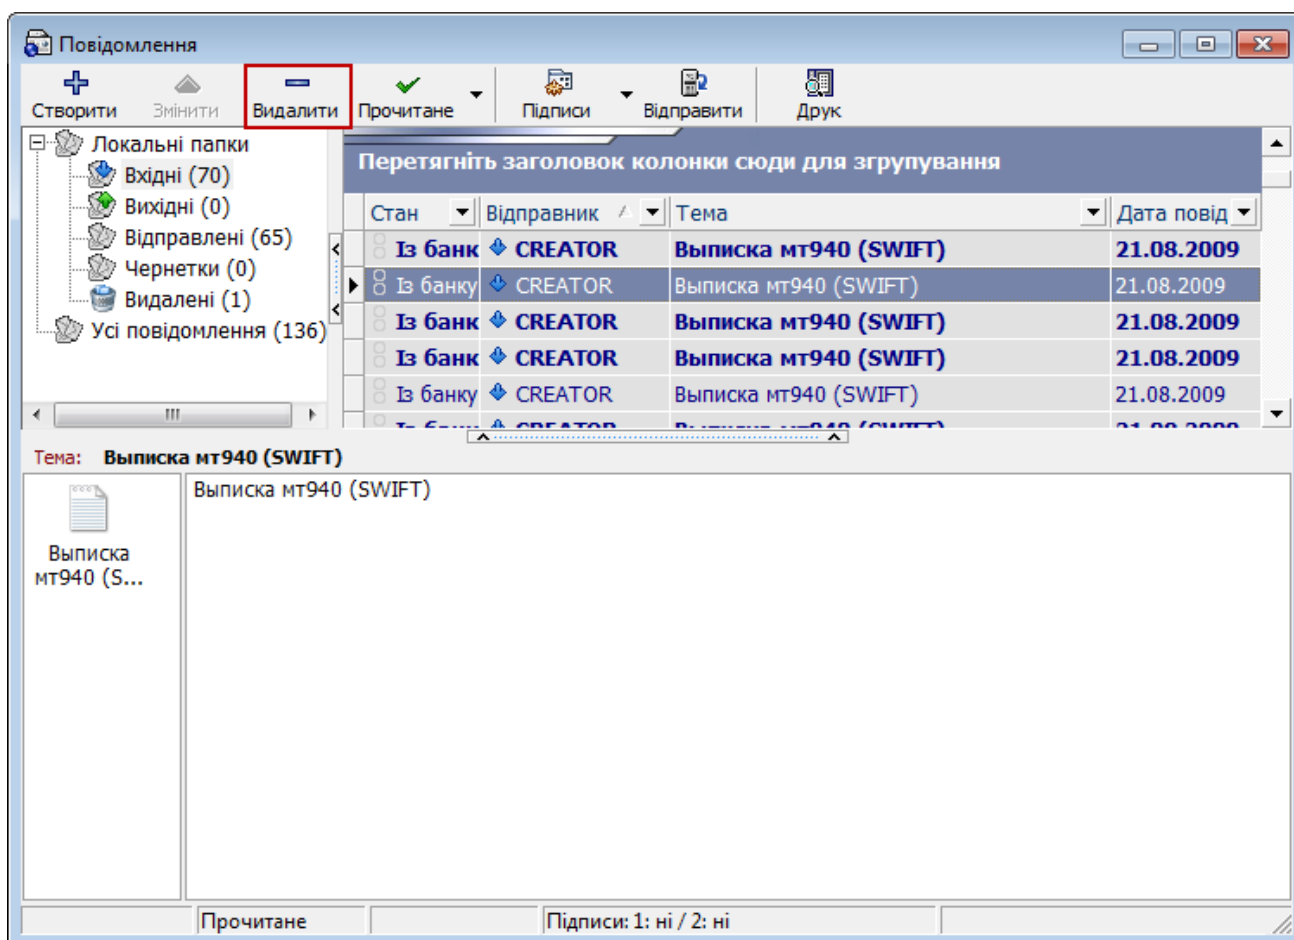 Повідомлення
Створити Змінити Видалити Прочитане Підписи Відправити Друк
Локальні папки
Вхідні (70)
Вихідні (0)
Відправлені (65)
Чернетки (0)
Видалені (1)
Усі повідомлення (136)
Перетягніть заголовок колонки сюди для згрупування
Стан Відправник Тема Дата повід
Із банк CREATOR Выписка мт940 (SWIFT) 21.08.2009
Із банку CREATOR Выписка мт940 (SWIFT) 21.08.2009
Із банк CREATOR Выписка мт940 (SWIFT) 21.08.2009
Із банк CREATOR Выписка мт940 (SWIFT) 21.08.2009
Із банку CREATOR Выписка мт940 (SWIFT) 21.08.2009
Тема: Выписка мт940 (SWIFT)
Выписка
мт940 (S...
Выписка мт940 (SWIFT)
Прочитане Підписи: 1: ні / 2: ні